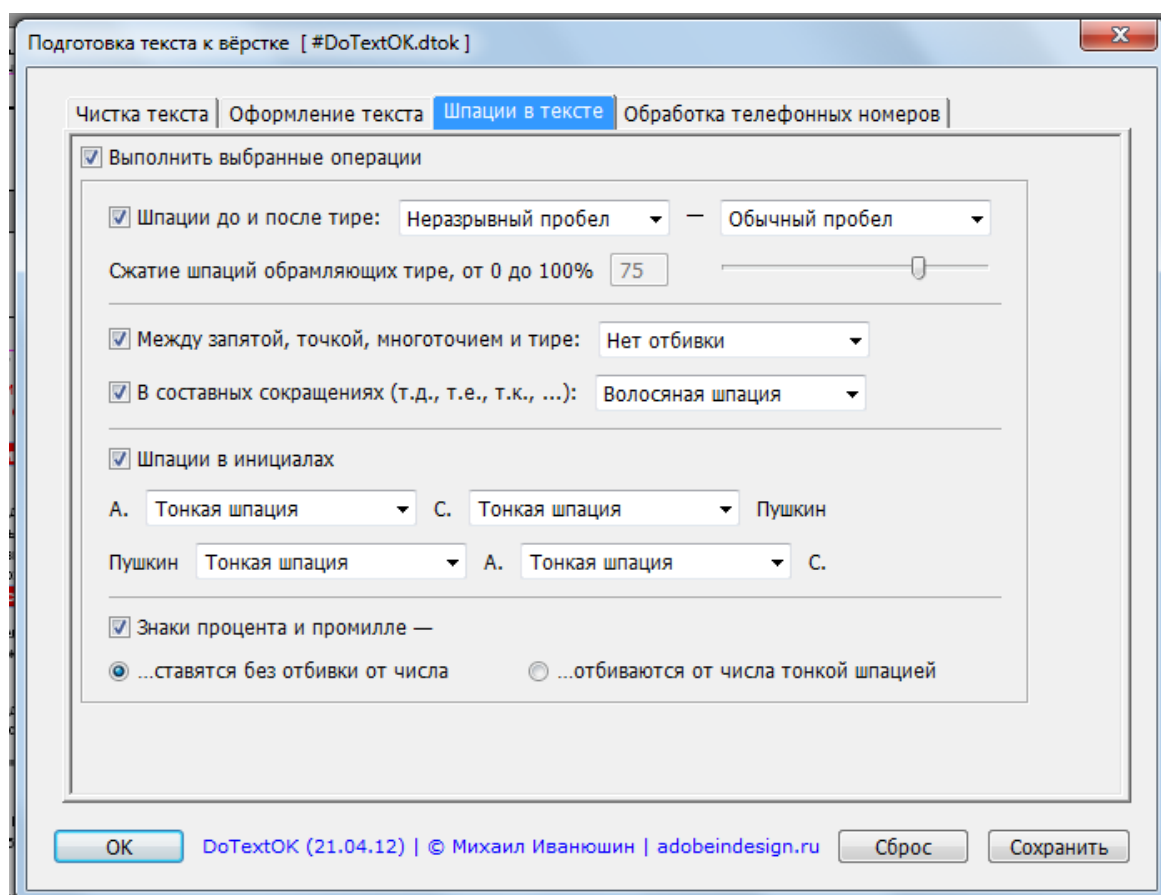 Подготовка текста к вёрстке [ #DoTextOK.dtok ]
Чистка текста Оформление текста Шпации в тексте Обработка телефонных номеров
Выполнить выбранные операции
Шпации до и после тире: Неразрывный пробел — Обычный пробел
Сжатие шпаций обрамляющих тире, от 0 до 100% 75
Между запятой, точкой, многоточием и тире: Нет отбивки
В составных сокращениях (т.д., т.е., т.к., ...): Волосяная шпация
Шпации в инициалах
А. Тонкая шпация С. Тонкая шпация Пушкин
Пушкин Тонкая шпация А. Тонкая шпация С.
Знаки процента и промилле —
...ставятся без отбивки от числа ...отбиваются от числа тонкой шпацией
OK DoTextOK (21.04.12) | © Михаил Иванюшин | adobeindesign.ru Сброс Сохранить